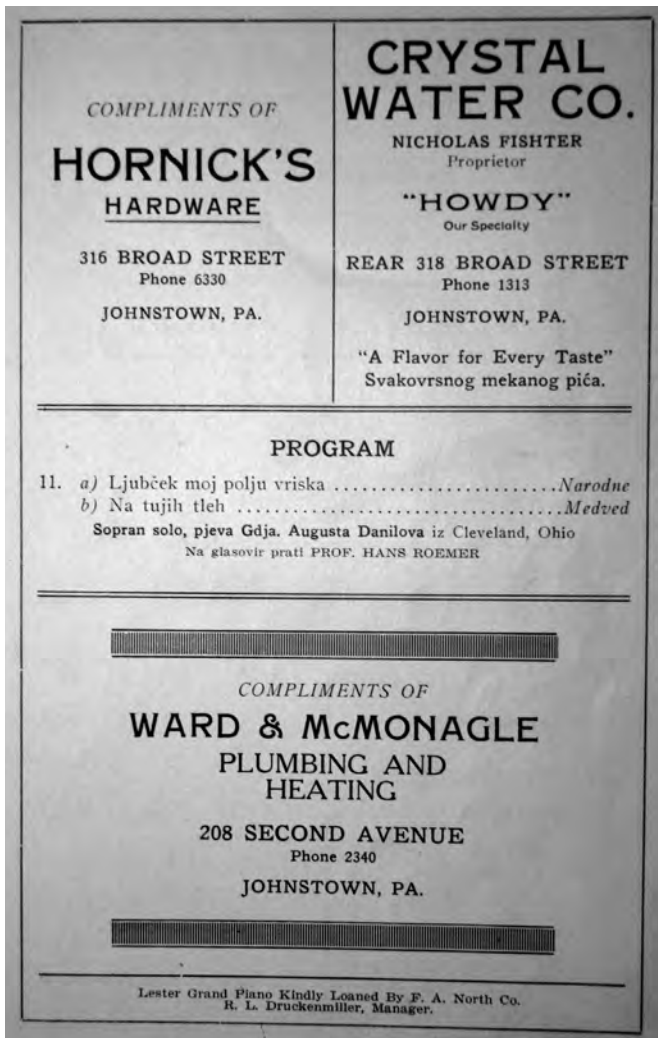 COMPLIMENTS OF
HORNICK'S
HARDWARE
316 BROAD STREET
Phone 6330
JOHNSTOWN, PA.
CRYSTAL
WATER CO.
NICHOLAS FISHTER
Proprietor
"HOWDY"
Our Specialty
REAR 318 BROAD STREET
Phone 1313
JOHNSTOWN, PA.
"A Flavor for Every Taste"
Svakovrsnog mekanog pića.
PROGRAM
11. a) Ljubček moj polju vriska ........................Narodne
b) Na tujih tleh ....................................Medved
Sopran solo, pjeva Gdja. Augusta Danilova iz Cleveland, Ohio
Na glasovir prati PROF. HANS ROEMER
COMPLIMENTS OF
WARD & McMONAGLE
PLUMBING AND
HEATING
208 SECOND AVENUE
Phone 2340
JOHNSTOWN, PA.
Lester Grand Piano Kindly Loaned By F. A. North Co.
R. L. Druckenmiller, Manager.